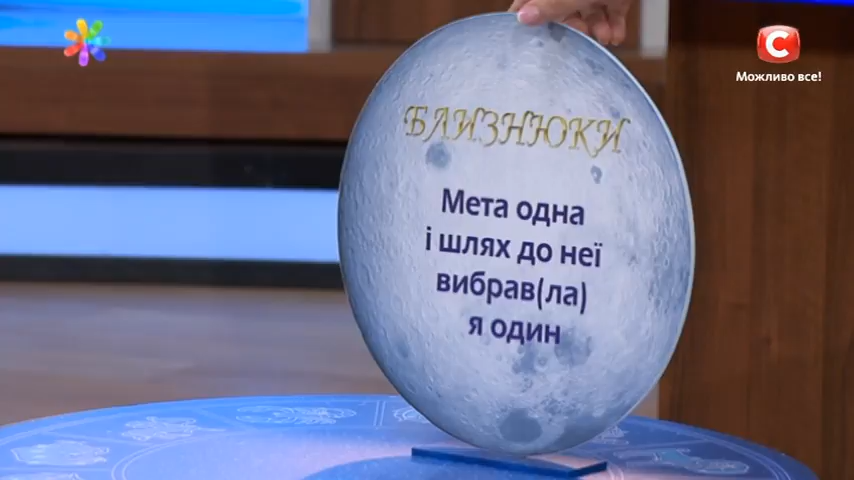 С
Можливо все!
БЛИЗНЮКИ
Мета одна
і шлях до неї
вибрав(ла)
я один